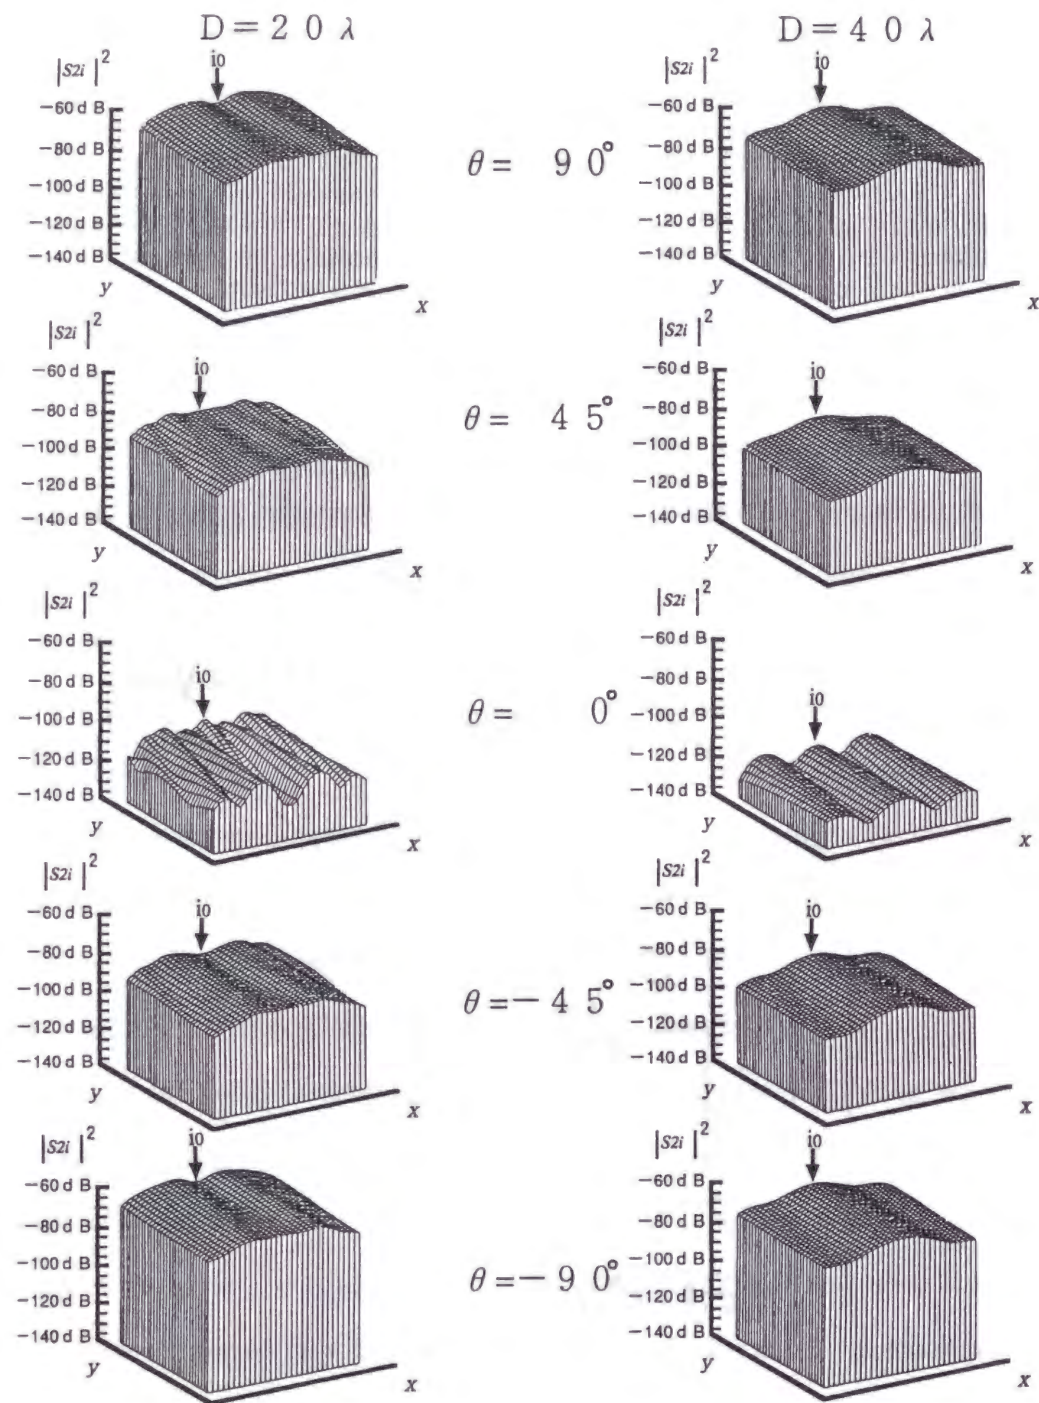 D=20λ
D=40λ
|S2i|²
i0
−60dB
−80dB
−100dB
−120dB
−140dB
y
x
θ= 90°
|S2i|²
i0
−60dB
−80dB
−100dB
−120dB
−140dB
y
x
|S2i|²
i0
−60dB
−80dB
−100dB
−120dB
−140dB
y
x
θ= 45°
|S2i|²
i0
−60dB
−80dB
−100dB
−120dB
−140dB
y
x
|S2i|²
i0
−60dB
−80dB
−100dB
−120dB
−140dB
y
x
θ= 0°
|S2i|²
i0
−60dB
−80dB
−100dB
−120dB
−140dB
y
x
|S2i|²
i0
−60dB
−80dB
−100dB
−120dB
−140dB
y
x
θ=−45°
|S2i|²
i0
−60dB
−80dB
−100dB
−120dB
−140dB
y
x
|S2i|²
i0
−60dB
−80dB
−100dB
−120dB
−140dB
y
x
θ=−90°
|S2i|²
i0
−60dB
−80dB
−100dB
−120dB
−140dB
y
x